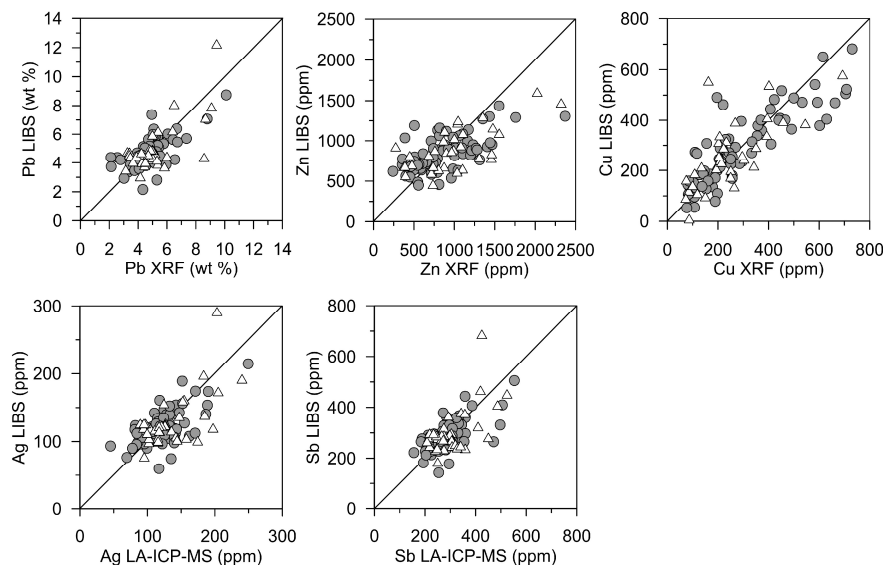 14
12
10
8
6
4
2
0
Pb LIBS (wt %)
0 2 4 6 8 10 12 14
Pb XRF (wt %)
2500
2000
1500
1000
500
0
Zn LIBS (ppm)
0 500 1000 1500 2000 2500
Zn XRF (ppm)
800
600
400
200
0
Cu LIBS (ppm)
0 200 400 600 800
Cu XRF (ppm)
300
200
100
0
Ag LIBS (ppm)
0 100 200 300
Ag LA-ICP-MS (ppm)
800
600
400
200
0
Sb LIBS (ppm)
0 200 400 600 800
Sb LA-ICP-MS (ppm)